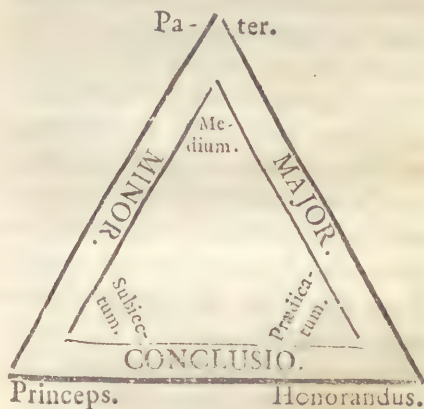 Pa- ter.
Me-
dium.
MINOR.
MAJOR.
Subiec-
tum.
Prædica-
tum.
CONCLUSIO.
Princeps. Honorandus.